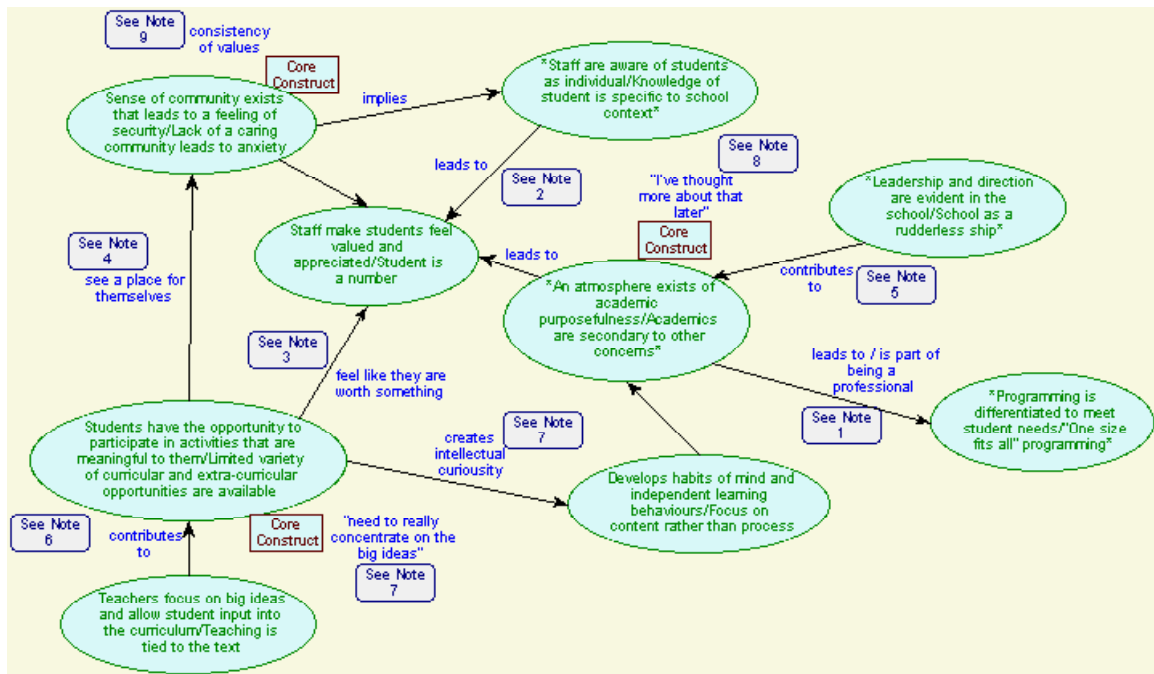 See Note
9
consistency
of values
Core
Construct
Sense of community exists
that leads to a feeling of
security/Lack of a caring
community leads to anxiety
implies
*Staff are aware of students
as individual/Knowledge of
student is specific to school
context*
leads to
See Note
2
See Note
8
"I've thought
more about that
later"
Core
Construct
*Leadership and direction
are evident in the
school/School as a
rudderless ship*
See Note
4
see a place for
themselves
Staff make students feel
valued and
appreciated/Student is
a number
leads to
contributes
to
See Note
5
*An atmosphere exists of
academic
purposefulness/Academics
are secondary to other
concerns*
See Note
3
feel like they are
worth something
leads to / is part of
being a
professional
See Note
1
*Programming is
differentiated to meet
student needs/"One size
fits all" programming*
Students have the opportunity to
participate in activities that are
meaningful to them/Limited variety
of curricular and extra-curricular
opportunities are available
creates
intellectual
curiousity
See Note
7
Develops habits of mind and
independent learning
behaviours/Focus on
content rather than process
See Note
6
contributes
to
Core
Construct
"need to really
concentrate on the
big ideas"
See Note
7
Teachers focus on big ideas
and allow student input into
the curriculum/Teaching is
tied to the text